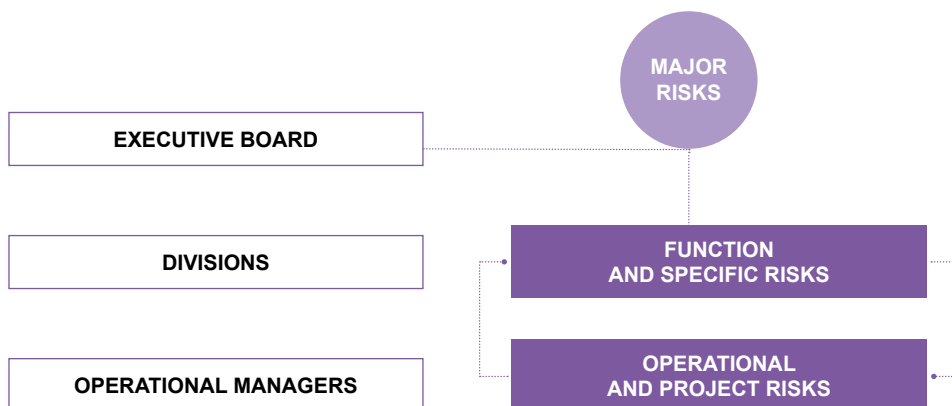 MAJOR
RISKS
EXECUTIVE BOARD
DIVISIONS
FUNCTION
AND SPECIFIC RISKS
OPERATIONAL MANAGERS
OPERATIONAL
AND PROJECT RISKS